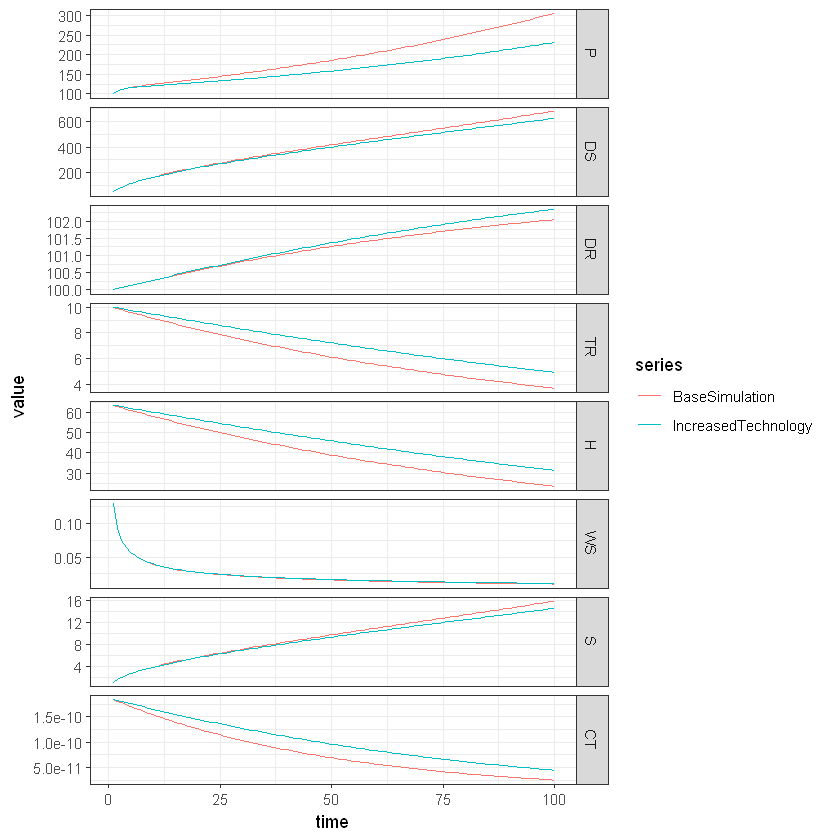 300
250
200
150
100
P
600
400
200
DS
102.0
101.5
101.0
100.5
100.0
DR
10
8
6
4
TR
60
50
40
30
H
0.10
0.05
WS
16
12
8
4
S
1.5e-10
1.0e-10
5.0e-11
CT
0 25 50 75 100
time
value
series
BaseSimulation
IncreasedTechnology